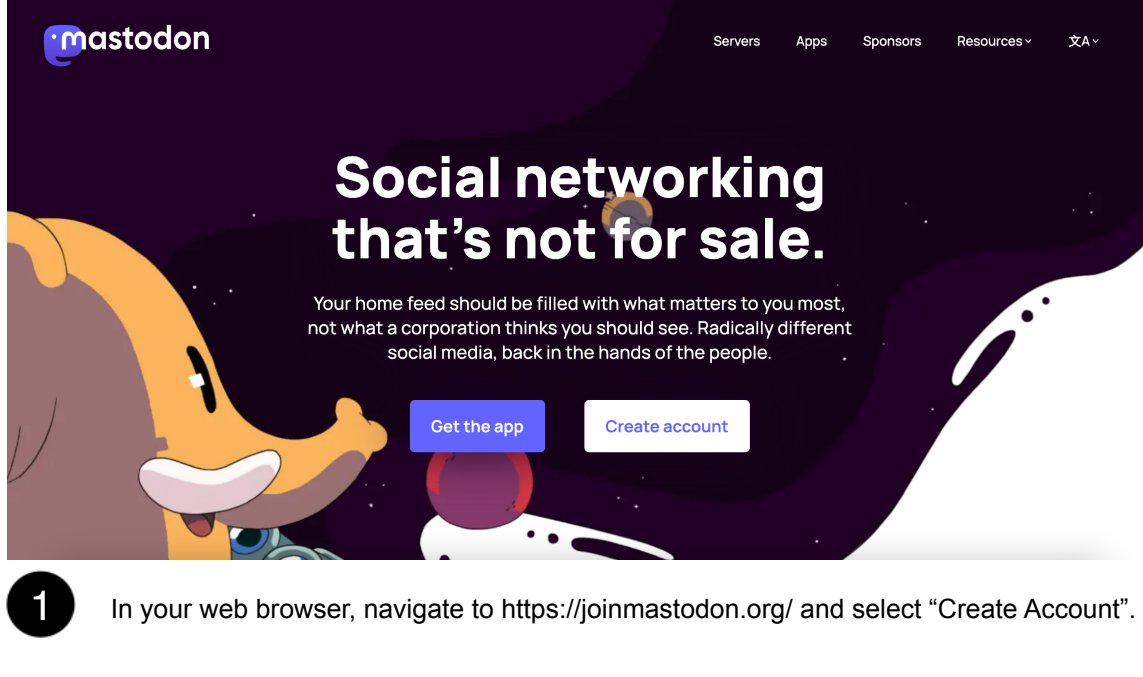 mastodon
Servers Apps Sponsors Resources 文A
Social networking
that's not for sale.
Your home feed should be filled with what matters to you most,
not what a corporation thinks you should see. Radically different
social media, back in the hands of the people.
Get the app Create account
1 In your web browser, navigate to https://joinmastodon.org/ and select “Create Account”.